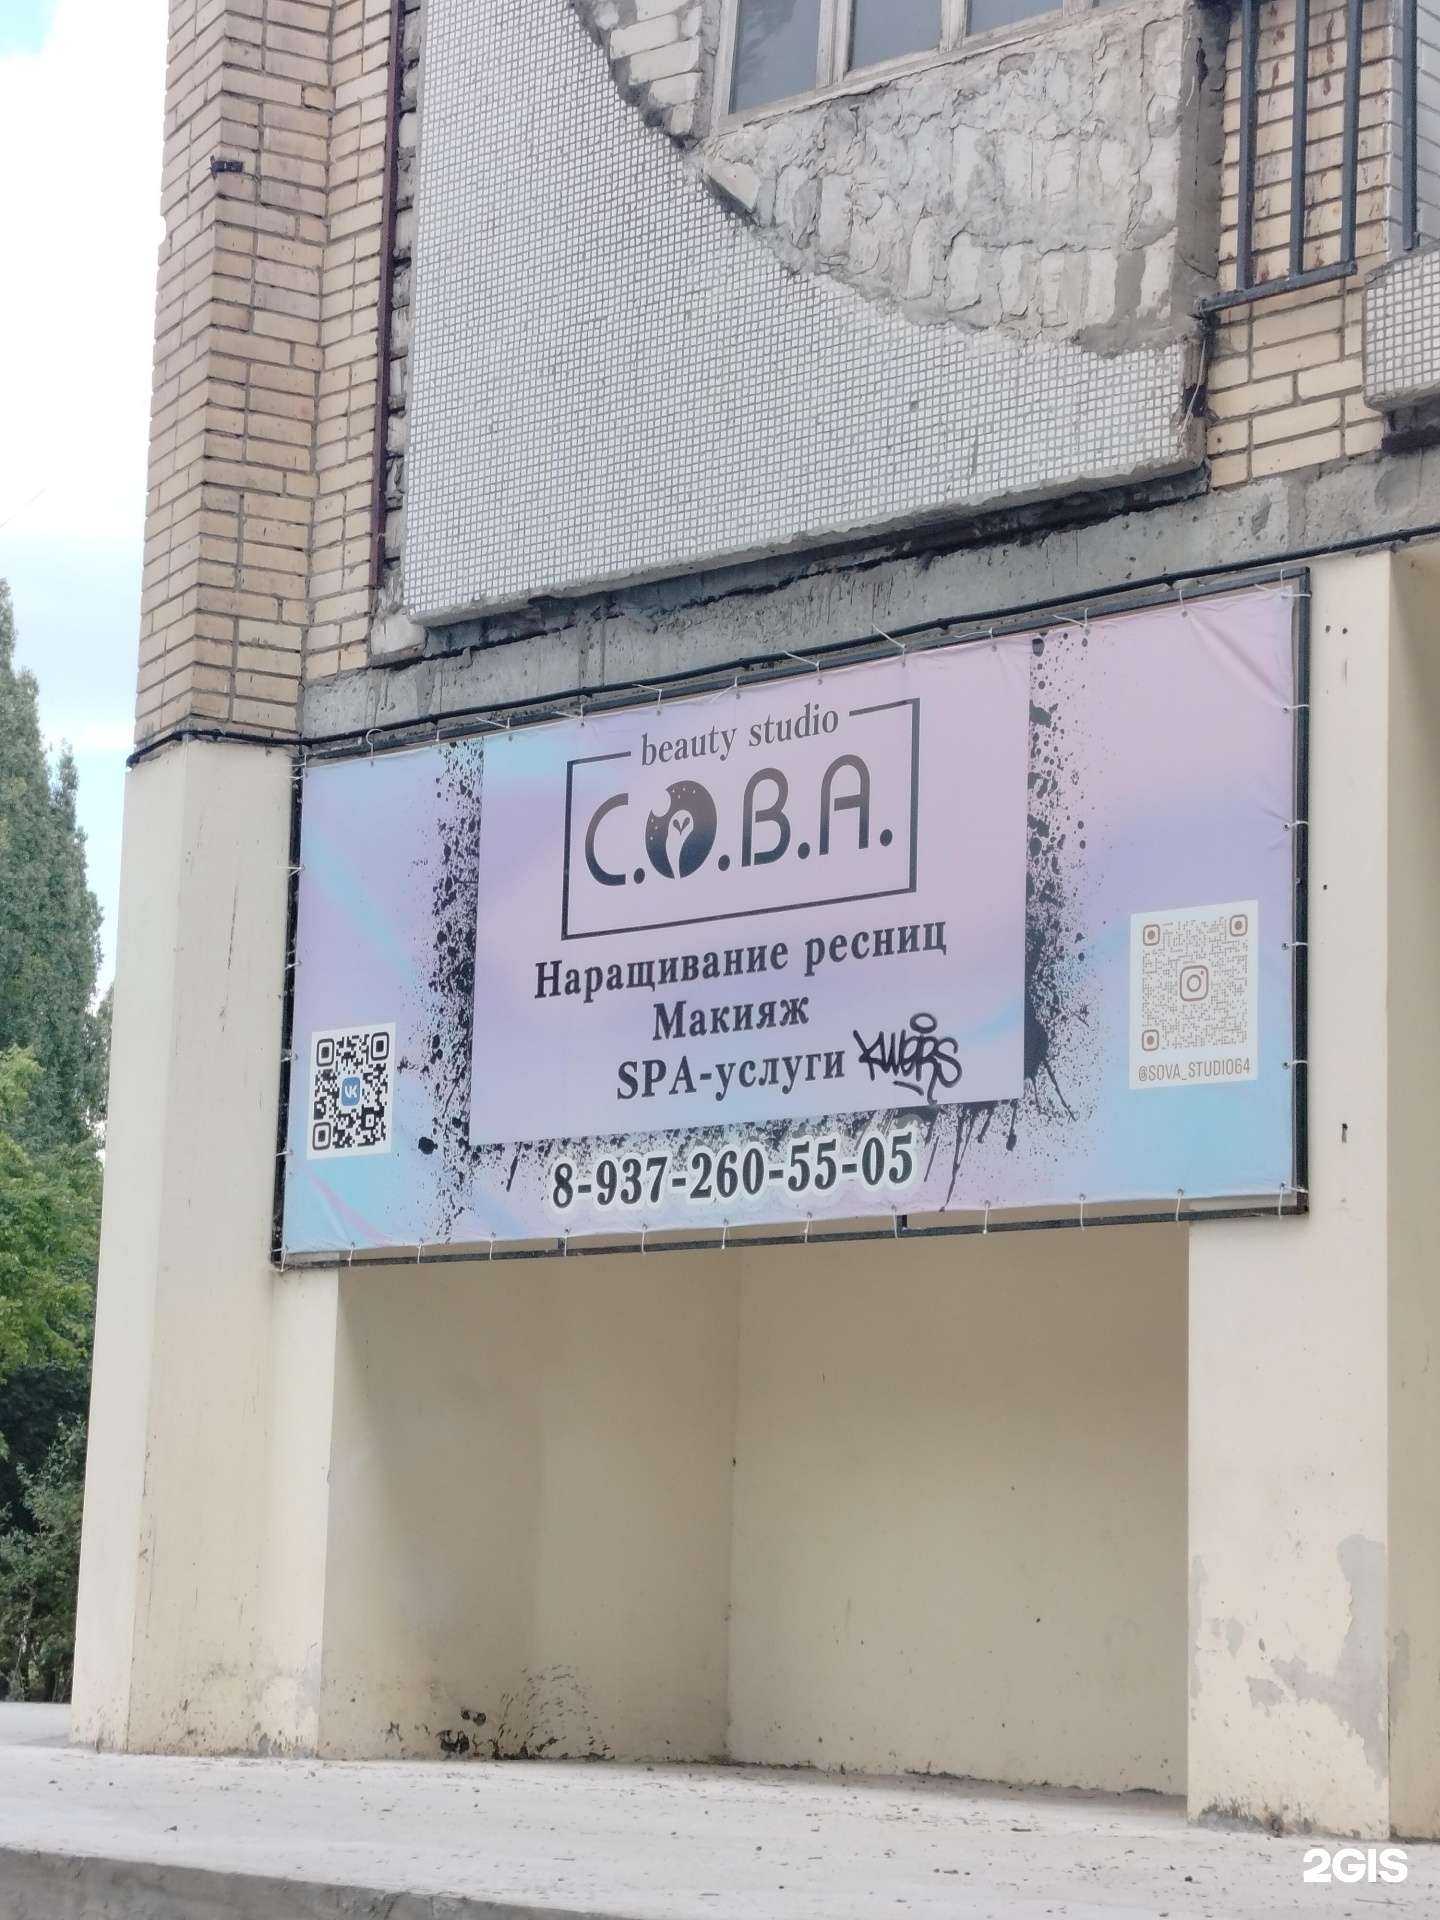 beauty studio
С.О.В.А.
Наращивание ресниц
Макияж
SPA-услуги
8-937-260-55-05
@SOVA_STUDIO64
2GIS